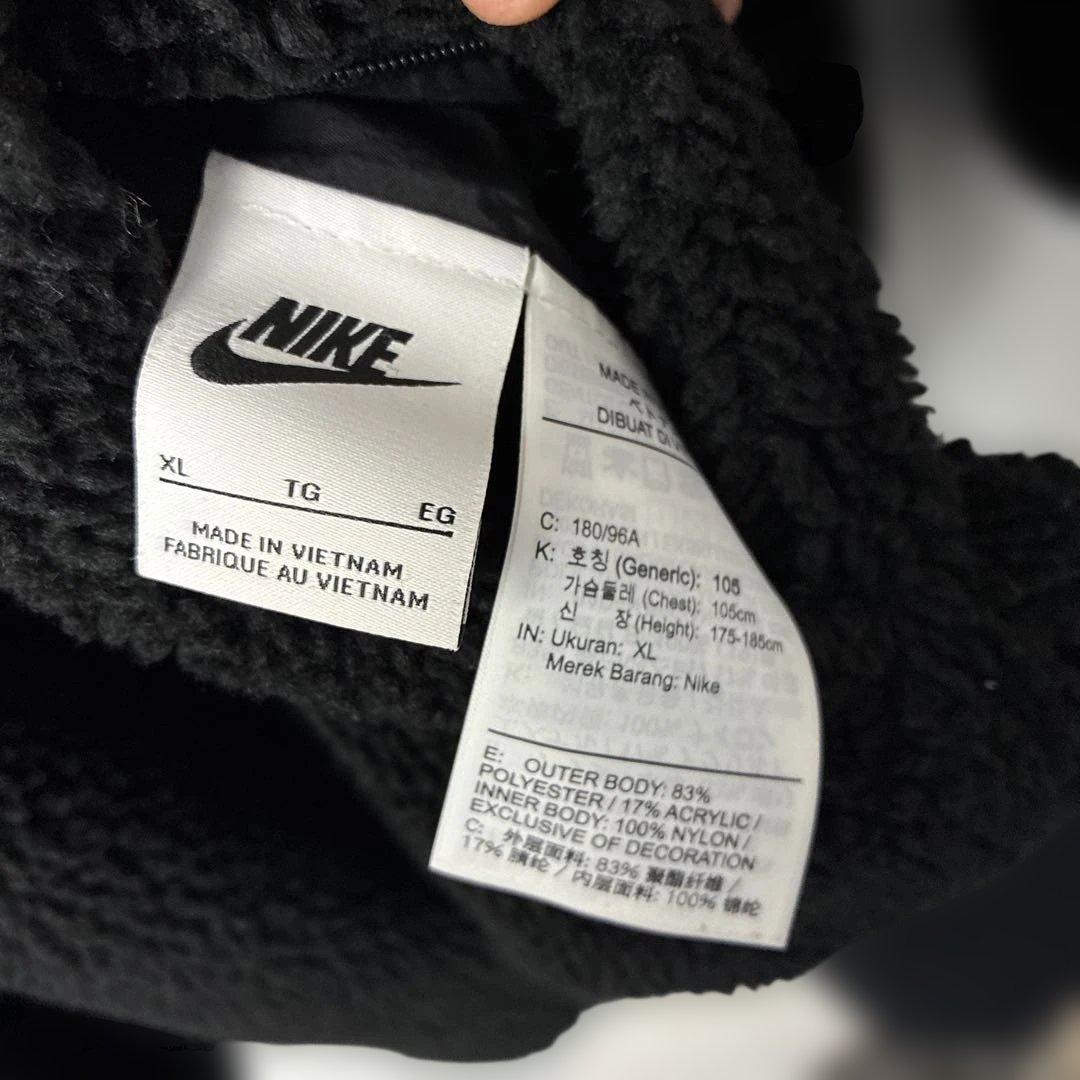 NIKE
XL TG EG
MADE IN VIETNAM
FABRIQUE AU VIETNAM
MADE
ベト
DIBUAT DI
C: 180/96A
K: 호칭 (Generic): 105
가슴둘레 (Chest): 105cm
신 장 (Height): 175-185cm
IN: Ukuran: XL
Merek Barang: Nike
E: OUTER BODY: 83%
POLYESTER / 17% ACRYLIC /
INNER BODY: 100% NYLON /
EXCLUSIVE OF DECORATION
C: 外层面料: 83% 聚酯纤维 /
17% 腈纶 / 内层面料: 100% 锦纶